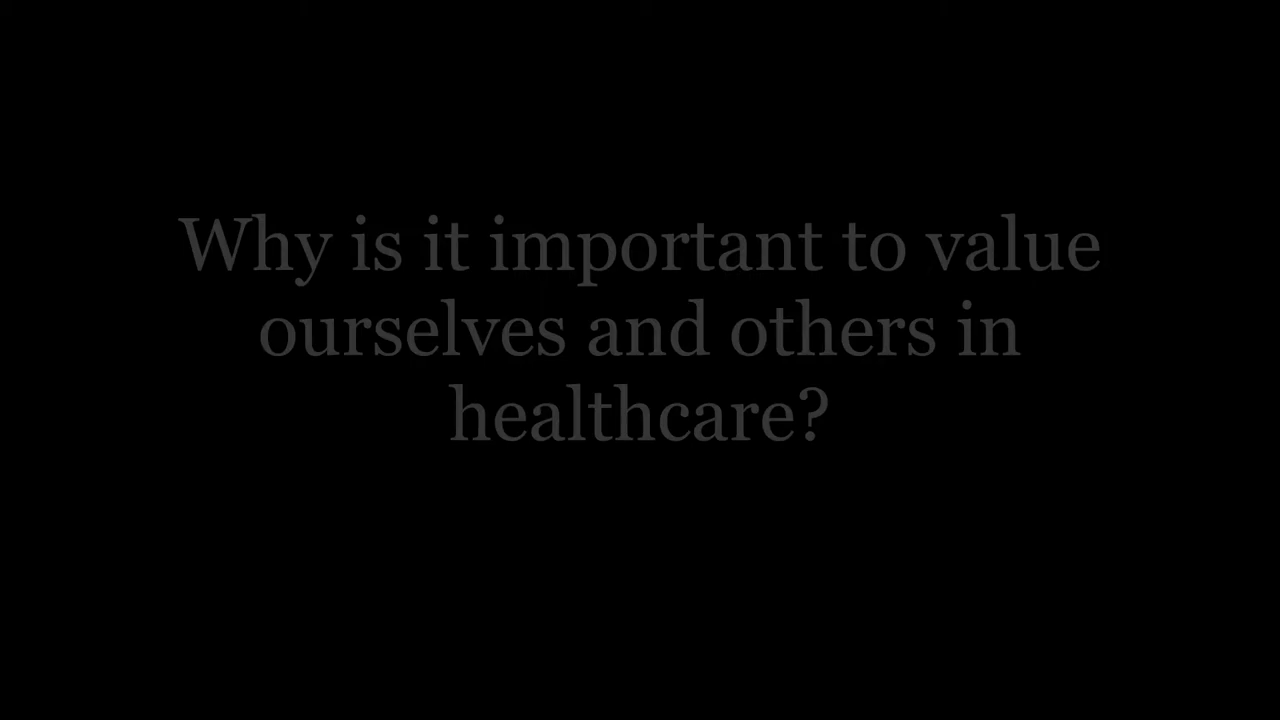 Why is it important to value
ourselves and others in
healthcare?